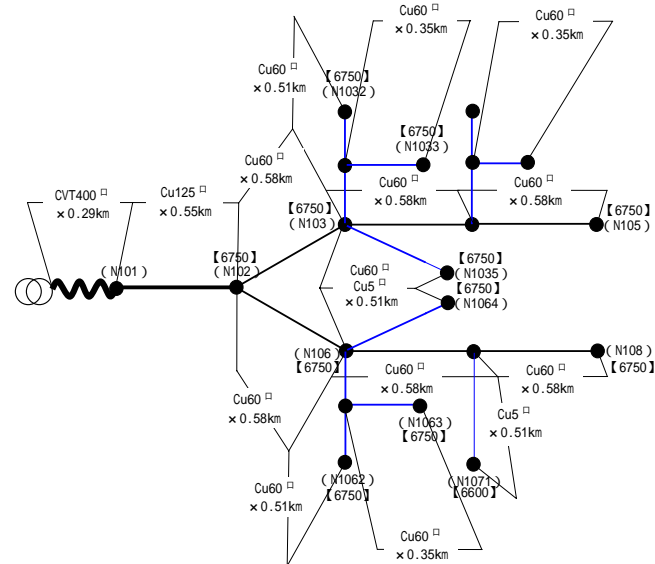 Cu60□
×0.35km
Cu60□
×0.35km
Cu60□
×0.51km
【6750】
(N1032)
【6750】
(N1033)
Cu60□
×0.58km
CVT400□
×0.29km
Cu125□
×0.55km
Cu60□
×0.58km
Cu60□
×0.58km
【6750】
(N103)
【6750】
(N105)
【6750】
(N102)
(N101)
【6750】
(N1035)
Cu60□
Cu5□
×0.51km
【6750】
(N1064)
(N106)
【6750】
(N108)
【6750】
Cu60□
×0.58km
Cu60□
×0.58km
Cu60□
×0.58km
Cu5□
×0.51km
(N1063)
【6750】
(N1062)
【6750】
(N1071)
【6600】
Cu60□
×0.51km
Cu60□
×0.35km